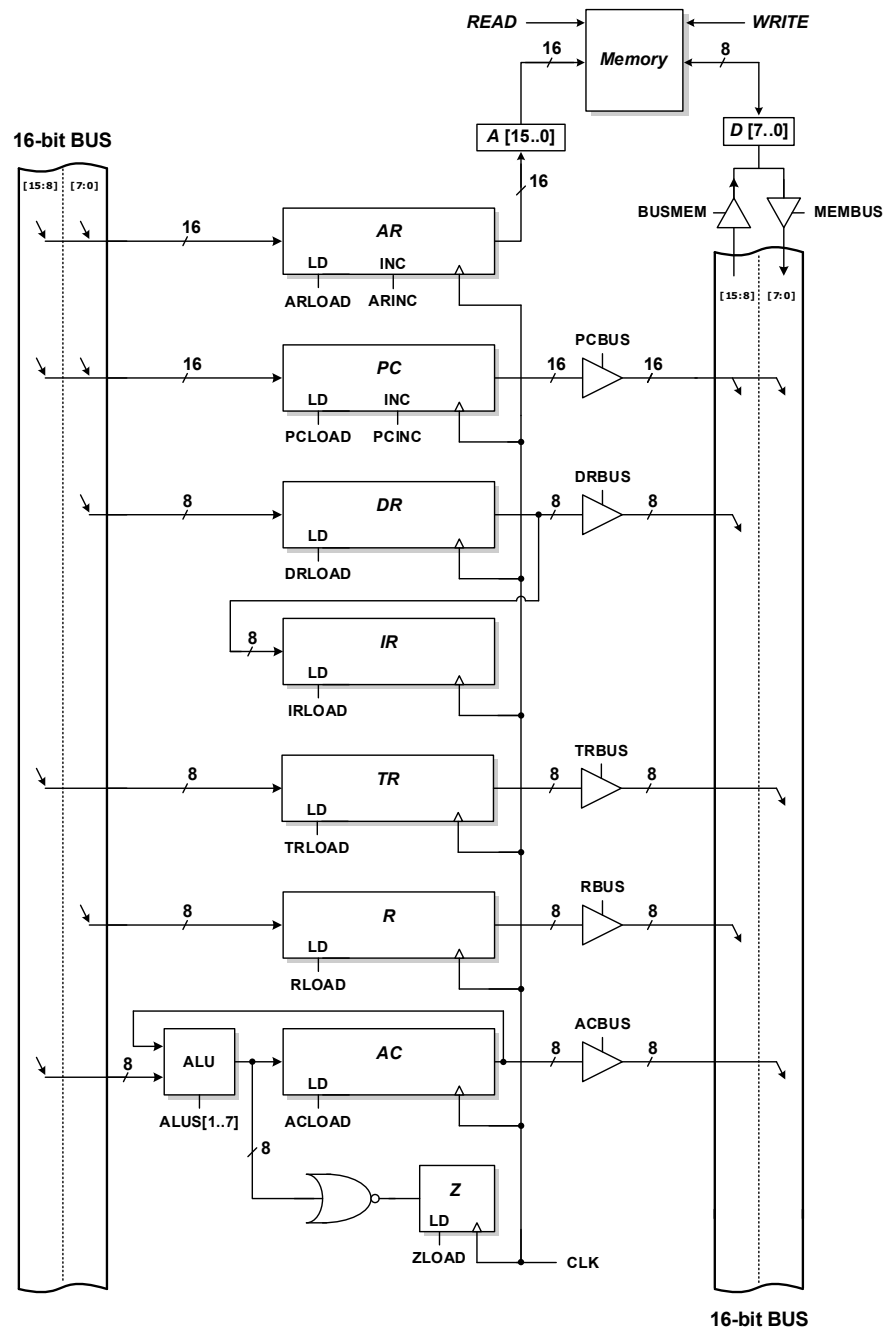 READ
WRITE
16
Memory
8
A [15..0]
D [7..0]
16-bit BUS
16
[15:8] [7:0]
BUSMEM
MEMBUS
16
AR
LD INC
ARLOAD ARINC
[15:8] [7:0]
PCBUS
16
PC
16
16
LD INC
PCLOAD PCINC
DRBUS
8
DR
8
8
LD
DRLOAD
8
IR
LD
IRLOAD
TRBUS
8
TR
8
8
LD
TRLOAD
RBUS
8
R
8
8
LD
RLOAD
ACBUS
8
ALU
AC
8
8
LD
ALUS[1..7]
ACLOAD
8
Z
LD
ZLOAD
CLK
16-bit BUS